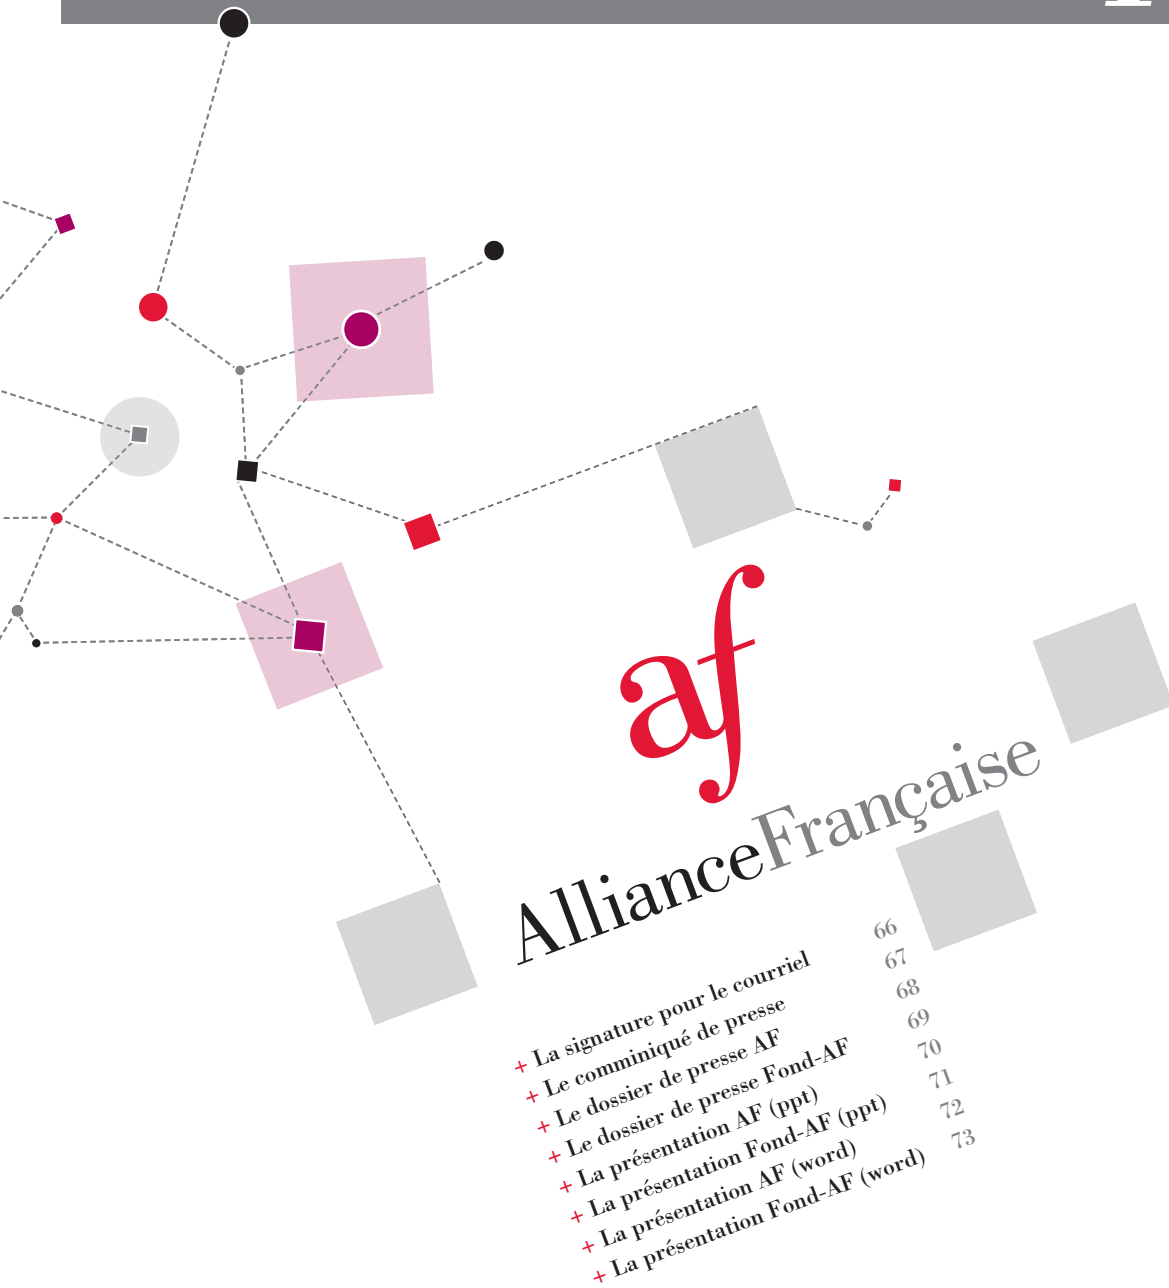 af
AllianceFrançaise
+ La signature pour le courriel 66
+ Le comminiqué de presse 67
+ Le dossier de presse AF 68
+ Le dossier de presse Fond-AF 69
+ La présentation AF (ppt) 70
+ La présentation Fond-AF (ppt) 71
+ La présentation AF (word) 72
+ La présentation Fond-AF (word) 73